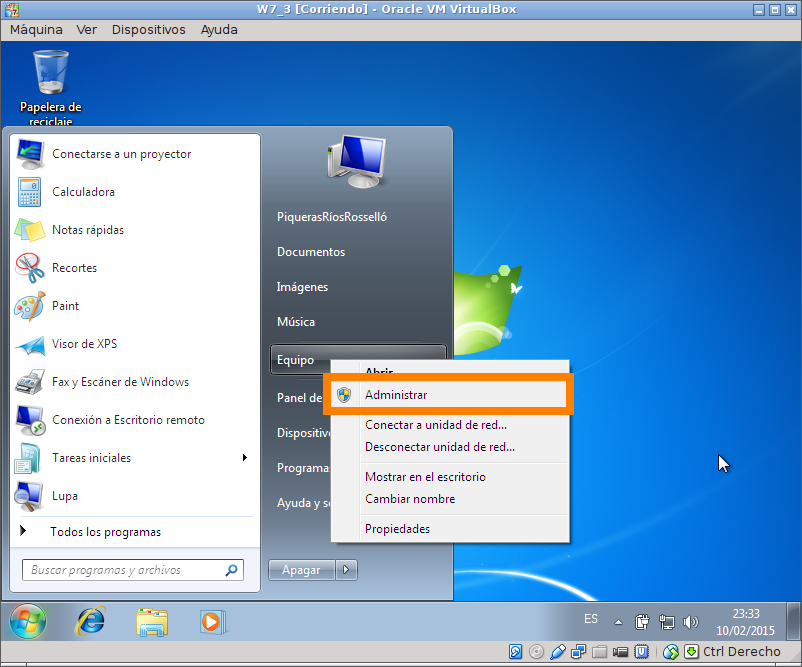 W7_3 [Corriendo] - Oracle VM VirtualBox
Máquina Ver Dispositivos Ayuda
Papelera de
reciclaje
Conectarse a un proyector
Calculadora
Notas rápidas
Recortes
Paint
Visor de XPS
Fax y Escáner de Windows
Conexión a Escritorio remoto
Tareas iniciales
Lupa
Todos los programas
Buscar programas y archivos
PiquerasRíosRosselló
Documentos
Imágenes
Música
Equipo
Panel de
Dispositivo
Programa
Ayuda y s
Apagar
Abrir
Administrar
Conectar a unidad de red...
Desconectar unidad de red...
Mostrar en el escritorio
Cambiar nombre
Propiedades
ES
23:33
10/02/2015
Ctrl Derecho